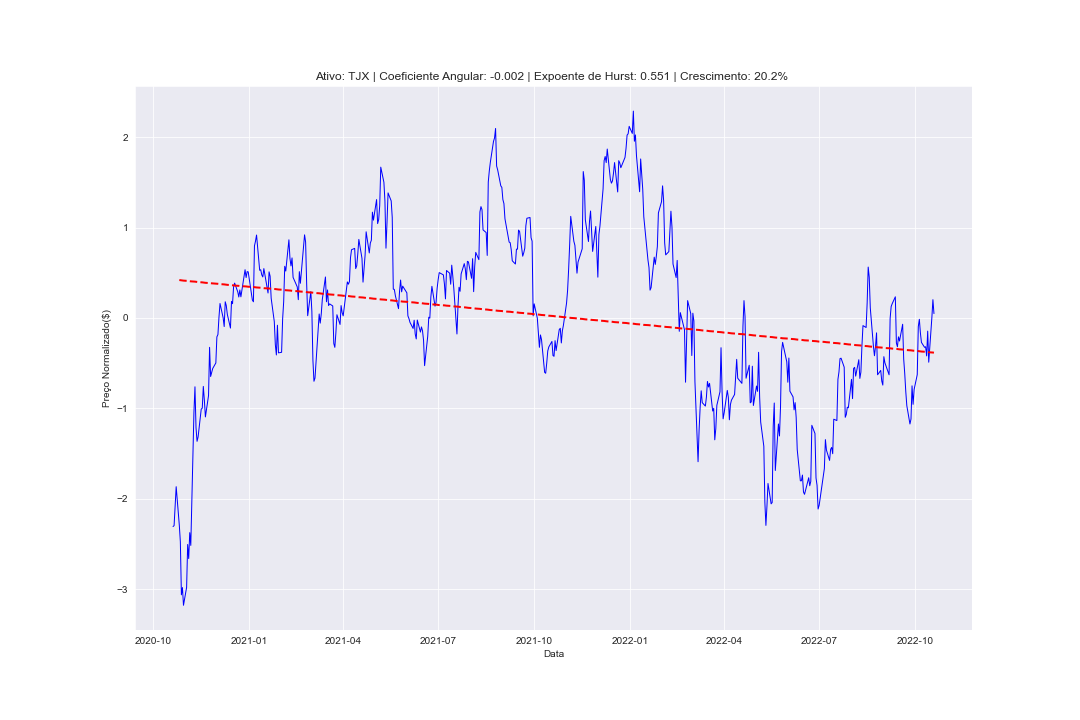 Ativo: TJX | Coeficiente Angular: -0.002 | Expoente de Hurst: 0.551 | Crescimento: 20.2%
Preço Normalizado($)
2
1
0
−1
−2
−3
2020-10 2021-01 2021-04 2021-07 2021-10 2022-01 2022-04 2022-07 2022-10
Data